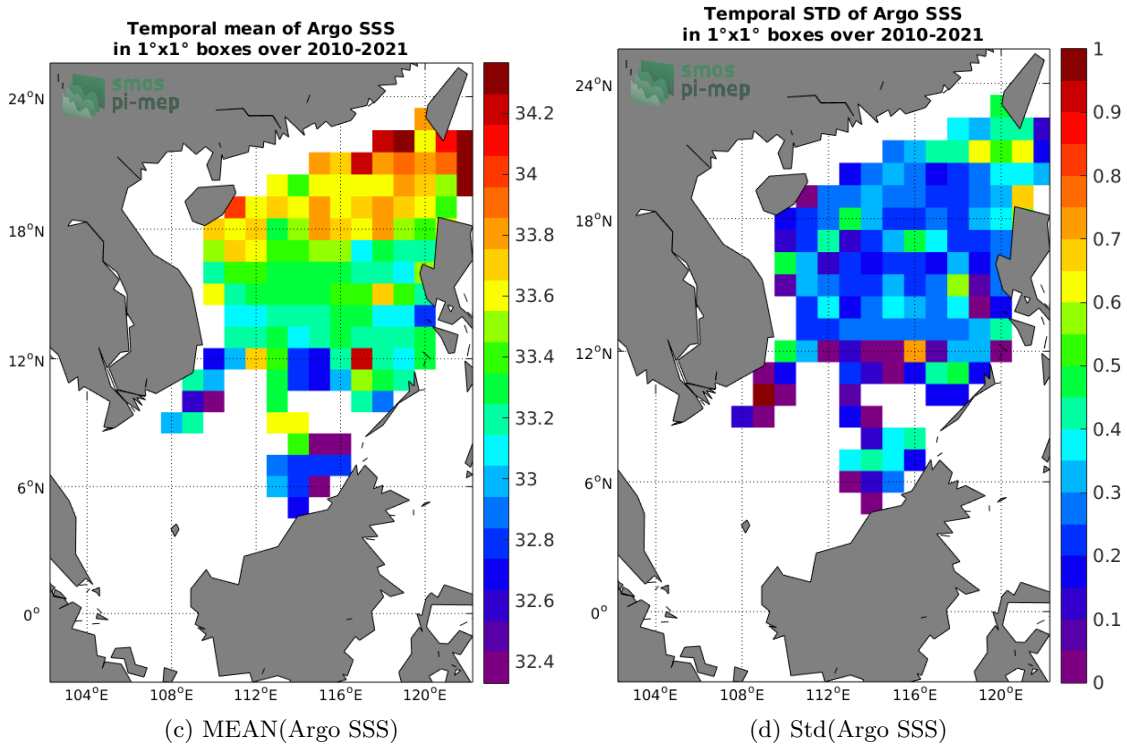 Temporal mean of Argo SSS
in 1°x1° boxes over 2010-2021
smos
pi-mep
24°N
18°N
12°N
6°N
0°
104°E
108°E
112°E
116°E
120°E
34.2
34
33.8
33.6
33.4
33.2
33
32.8
32.6
32.4
(c) MEAN(Argo SSS)
Temporal STD of Argo SSS
in 1°x1° boxes over 2010-2021
smos
pi-mep
24°N
18°N
12°N
6°N
0°
104°E
108°E
112°E
116°E
120°E
1
0.9
0.8
0.7
0.6
0.5
0.4
0.3
0.2
0.1
0
(d) Std(Argo SSS)